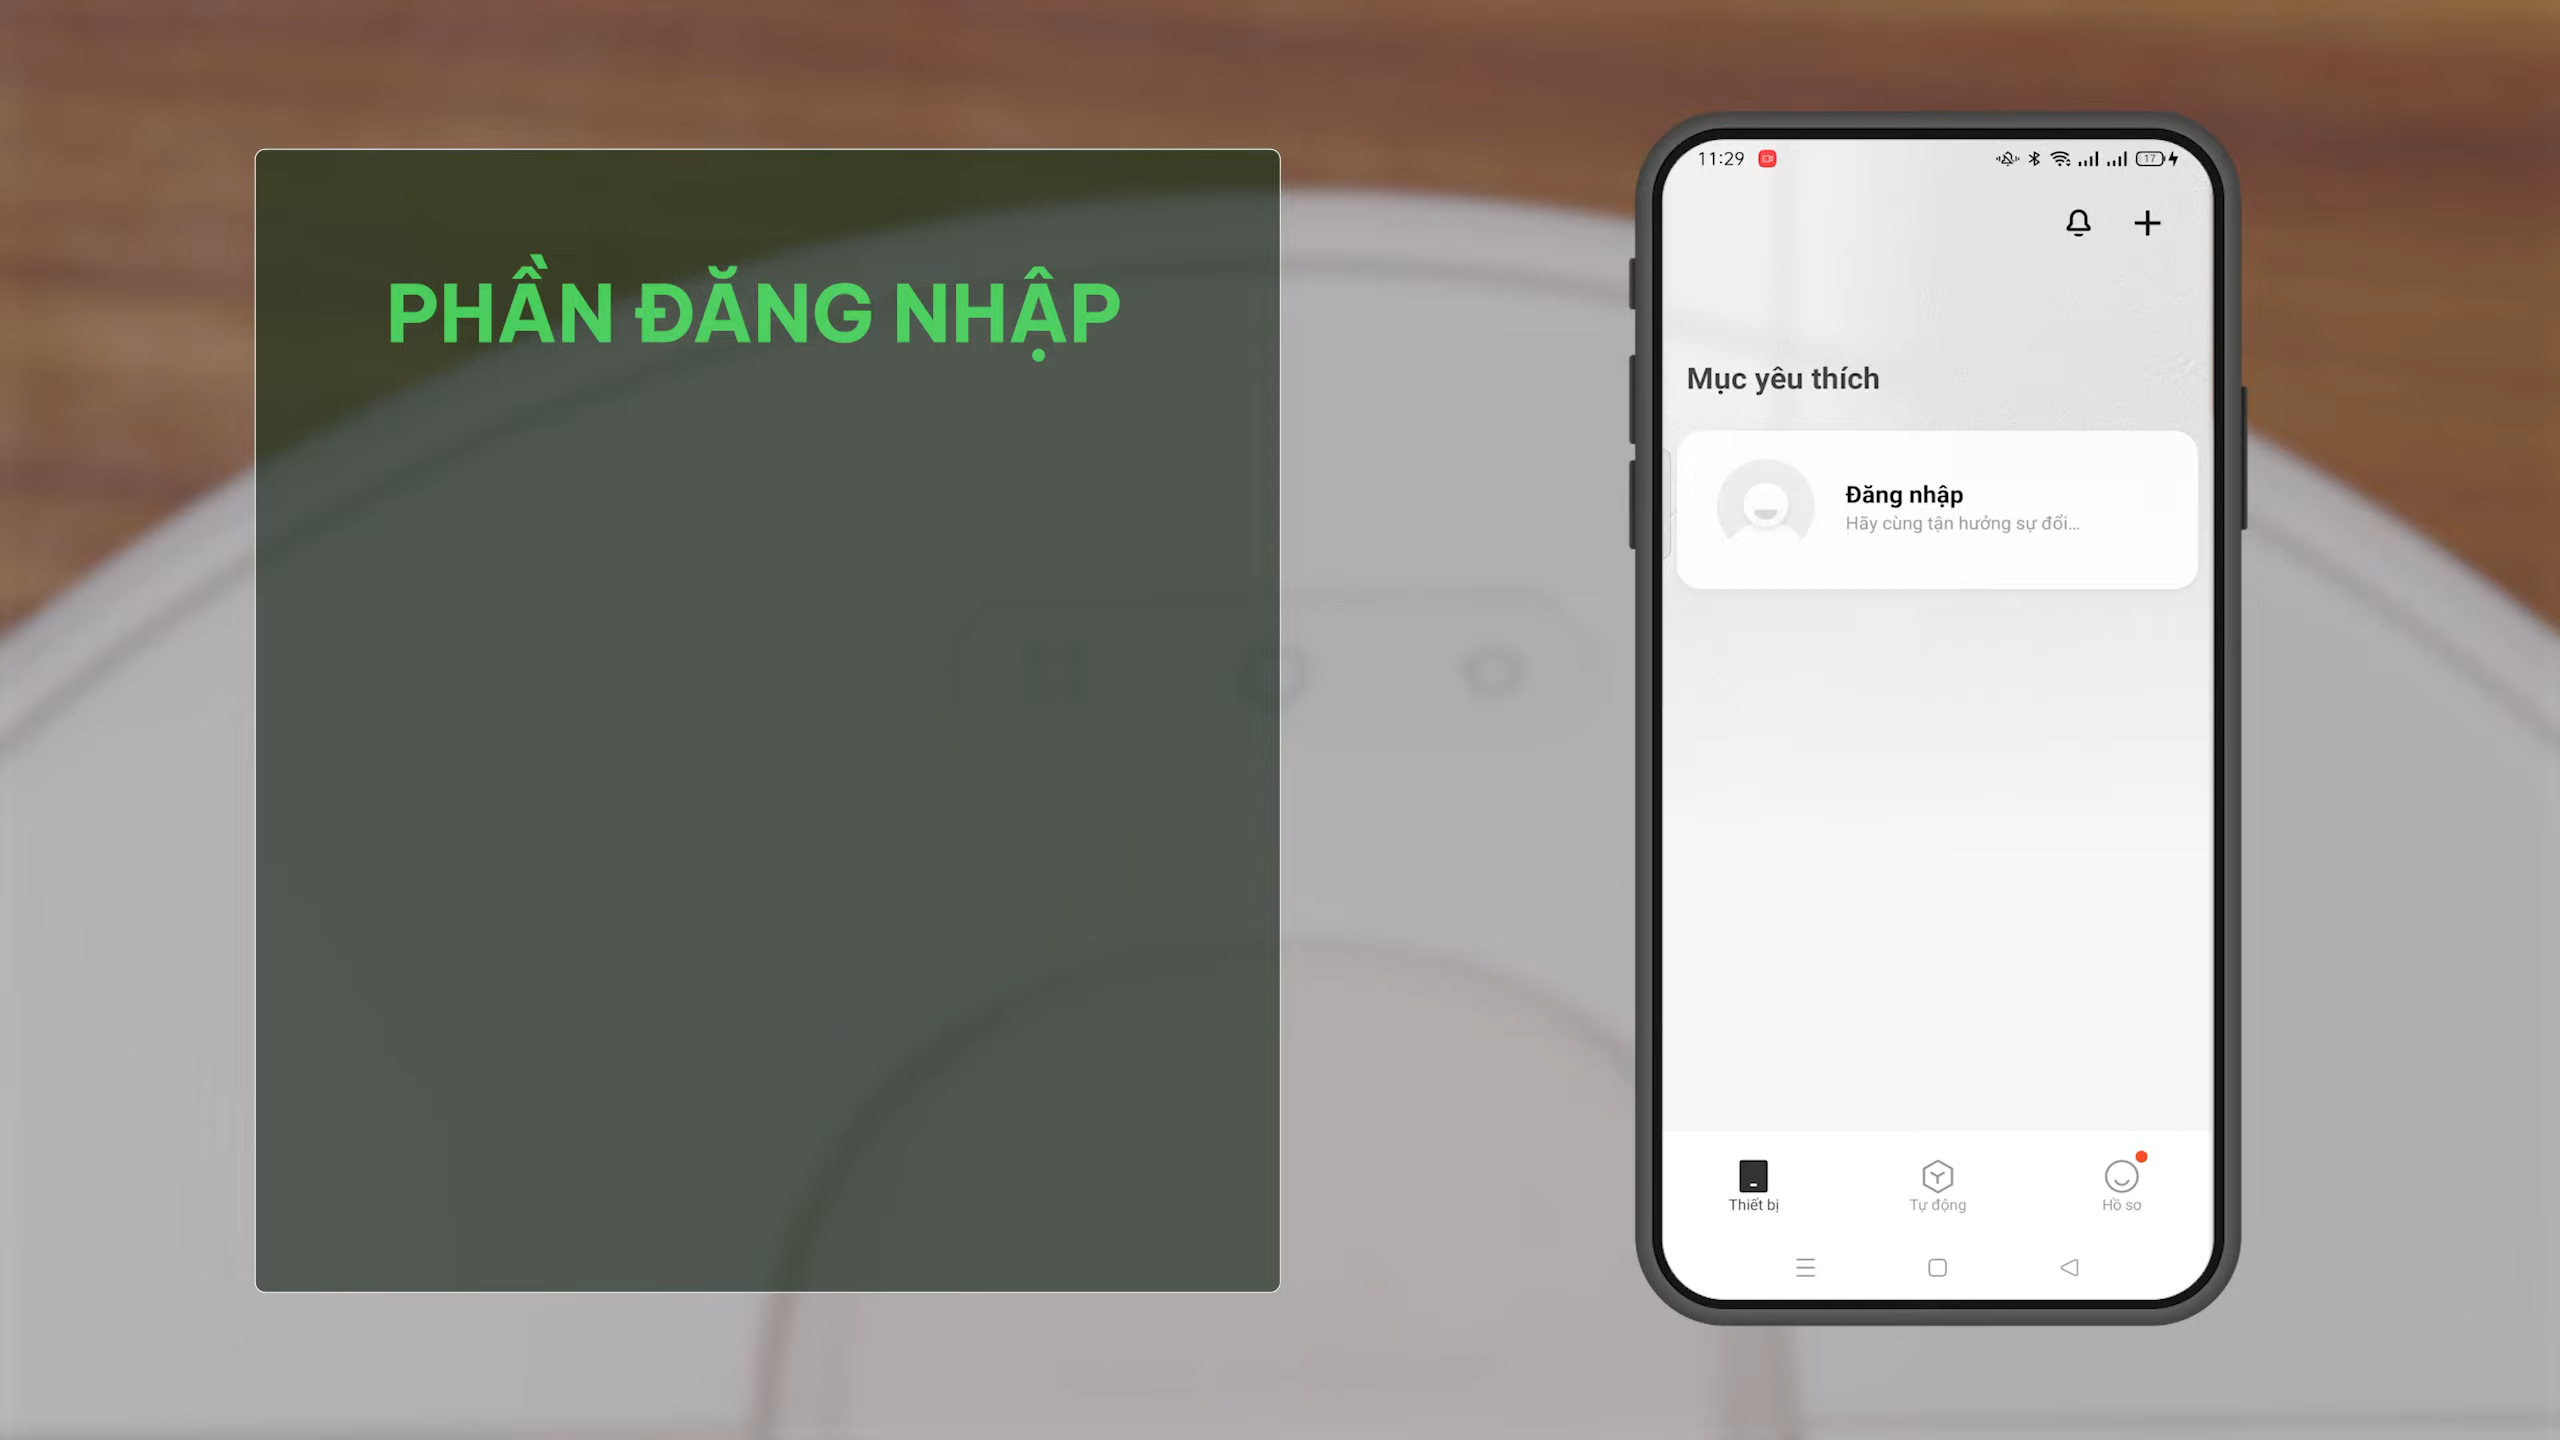 PHẦN ĐĂNG NHẬP
11:29
17
Mục yêu thích
Đăng nhập
Hãy cùng tận hưởng sự đổi...
Thiết bị
Tự động
Hồ sơ